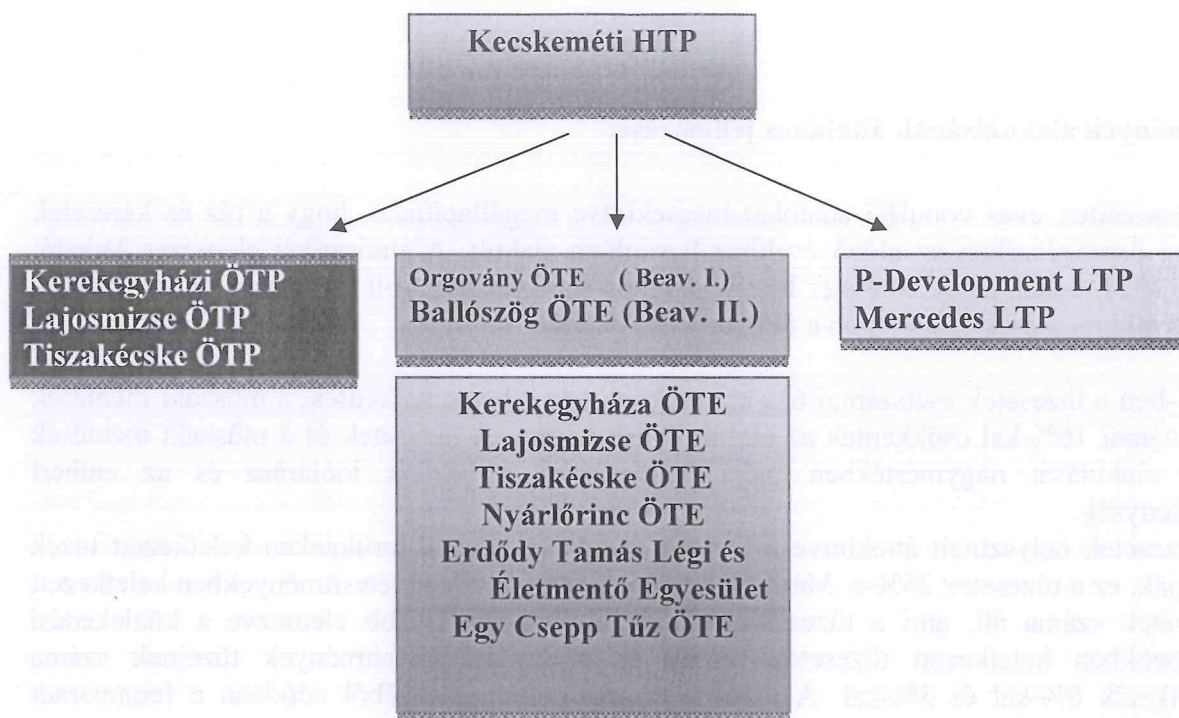 Kecskeméti HTP
Kerekegyházi ÖTP
Lajosmizse ÖTP
Tiszakécske ÖTP
Orgovány ÖTE ( Beav. I.)
Ballószög ÖTE (Beav. II.)
P-Development LTP
Mercedes LTP
Kerekegyháza ÖTE
Lajosmizse ÖTE
Tiszakécske ÖTE
Nyárlőrinc ÖTE
Erdődy Tamás Légi és
Életmentő Egyesület
Egy Csepp Tűz ÖTE